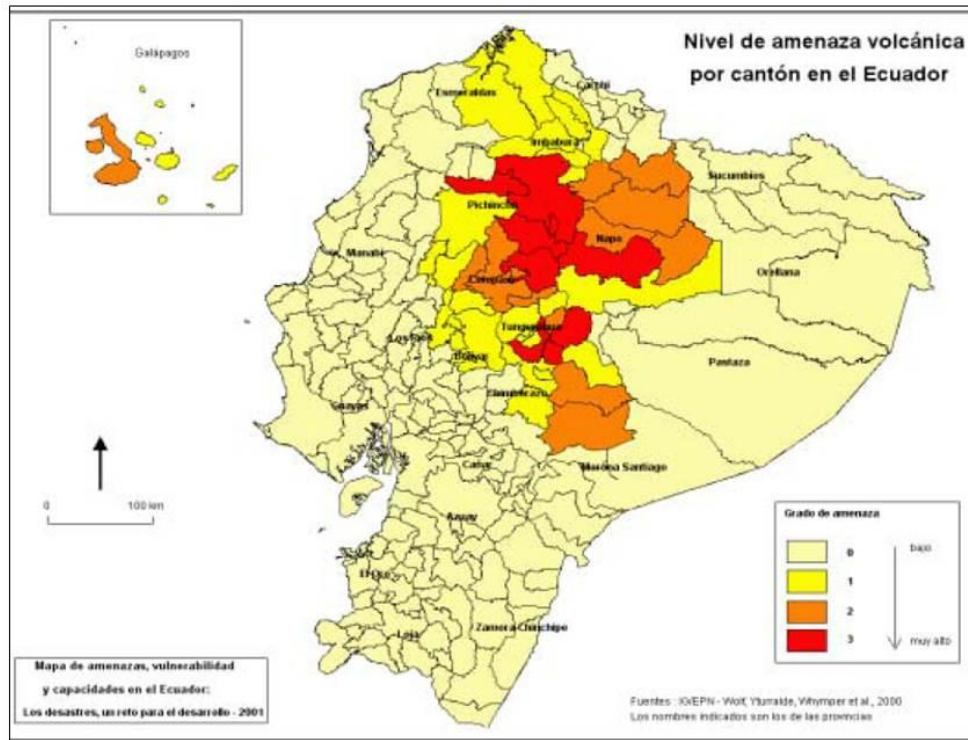 Galápagos
Nivel de amenaza volcánica
por cantón en el Ecuador
Carchi
Esmeraldas
Imbabura
Sucumbios
Pichincha
Napo
Manabí
Orellana
Cotopaxi
Tungurahua
Los Ríos
Bolívar
Pastaza
Chimborazo
Guayas
Morona Santiago
Cañar
0 100 km
Azuay
El Oro
Zamora-Chinchipe
Loja
Grado de amenaza
0 bajo
1
2
3 muy alto
Mapa de amenazas, vulnerabilidad
y capacidades en el Ecuador:
Los desastres, un reto para el desarrollo - 2001
Wolf, Yturralde, Whymper et al., 2000
Los nombres indicados son los de las provincias